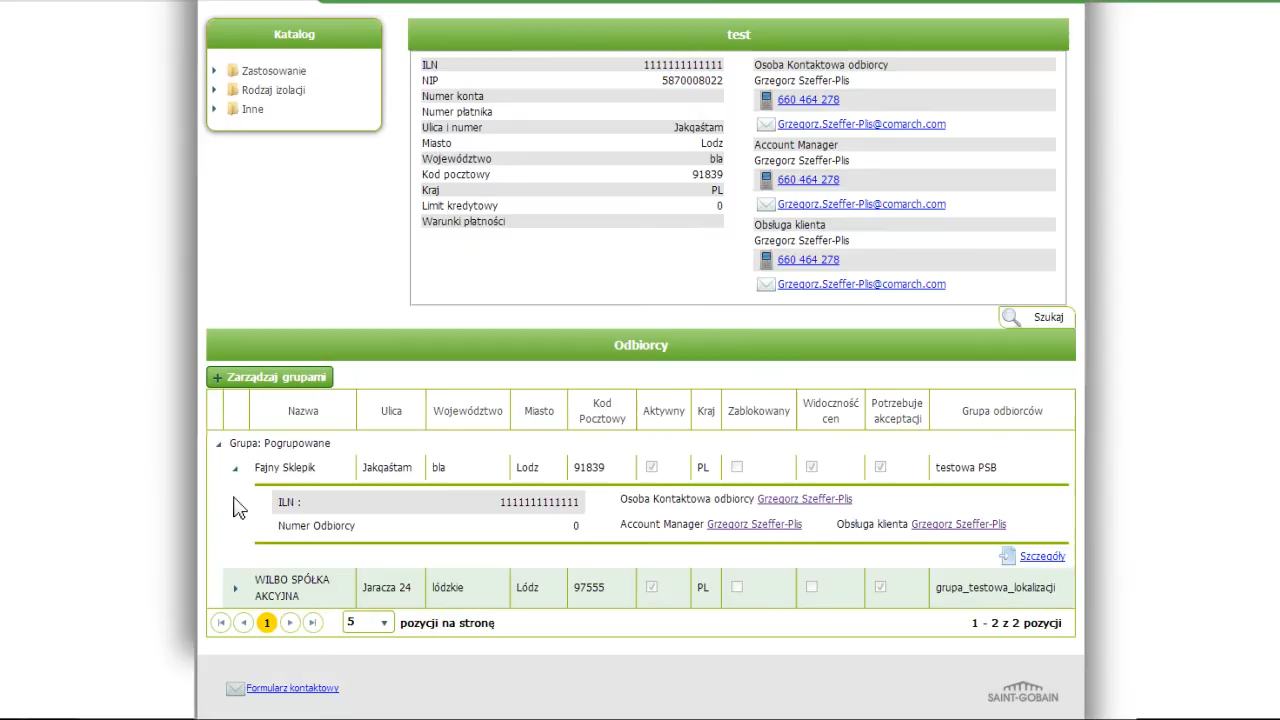 Katalog
Zastosowanie
Rodzaj izolacji
Inne
test
ILN 1111111111111
NIP 5870008022
Numer konta
Numer płatnika
Ulica i numer Jakqaśtam
Miasto Lodz
Województwo bla
Kod pocztowy 91839
Kraj PL
Limit kredytowy 0
Warunki płatności
Osoba Kontaktowa odbiorcy
Grzegorz Szeffer-Plis
660 464 278
Grzegorz.Szeffer-Plis@comarch.com
Account Manager
Grzegorz Szeffer-Plis
660 464 278
Grzegorz.Szeffer-Plis@comarch.com
Obsługa klienta
Grzegorz Szeffer-Plis
660 464 278
Grzegorz.Szeffer-Plis@comarch.com
Szukaj
Odbiorcy
+ Zarządzaj grupami
Nazwa Ulica Województwo Miasto Kod Pocztowy Aktywny Kraj Zablokowany Widoczność cen Potrzebuje akceptacji Grupa odbiorców
Grupa: Pogrupowane
Fajny Sklepik Jakqaśtam bla Lodz 91839 PL testowa PSB
ILN : 1111111111111 Osoba Kontaktowa odbiorcy Grzegorz Szeffer-Plis
Numer Odbiorcy 0 Account Manager Grzegorz Szeffer-Plis Obsługa klienta Grzegorz Szeffer-Plis
Szczegóły
WILBO SPÓŁKA AKCYJNA Jaracza 24 lódzkie Lódz 97555 PL grupa_testowa_lokalizacji
1 5 pozycji na stronę 1 - 2 z 2 pozycji
Formularz kontaktowy
SAINT-GOBAIN